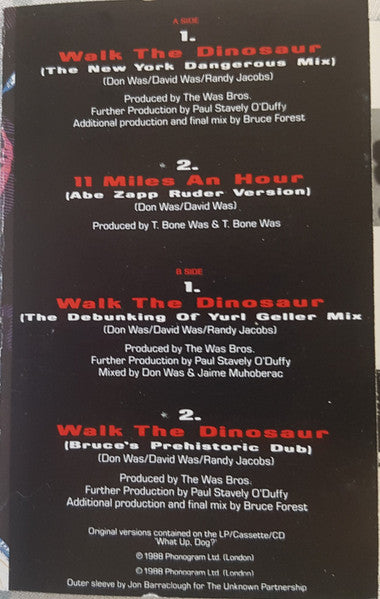 A SIDE
1.
Walk The Dinosaur
(The New York Dangerous Mix)
(Don Was/David Was/Randy Jacobs)
Produced by The Was Bros.
Further Production by Paul Stavely O'Duffy
Additional production and final mix by Bruce Forest
2.
11 Miles An Hour
(Abe Zapp Ruder Version)
(Don Was/David Was)
Produced by T. Bone Was & T. Bone Was
B SIDE
1.
Walk The Dinosaur
(The Debunking Of Yuri Geller Mix
(Don Was/David Was/Randy Jacobs)
Produced by The Was Bros.
Further Production by Paul Stavely O'Duffy
Mixed by Don Was & Jaime Muhoberac
2.
Walk The Dinosaur
(Bruce's Prehistoric Dub)
(Don Was/David Was/Randy Jacobs)
Produced by The Was Bros.
Further Production by Paul Stavely O'Duffy
Additional production and final mix by Bruce Forest
Original versions contained on the LP/Cassette/CD
'What Up, Dog?'
℗ 1988 Phonogram Ltd. (London)
© 1988 Phonogram Ltd. (London)
Outer sleeve by Jon Barraclough for The Unknown Partnership